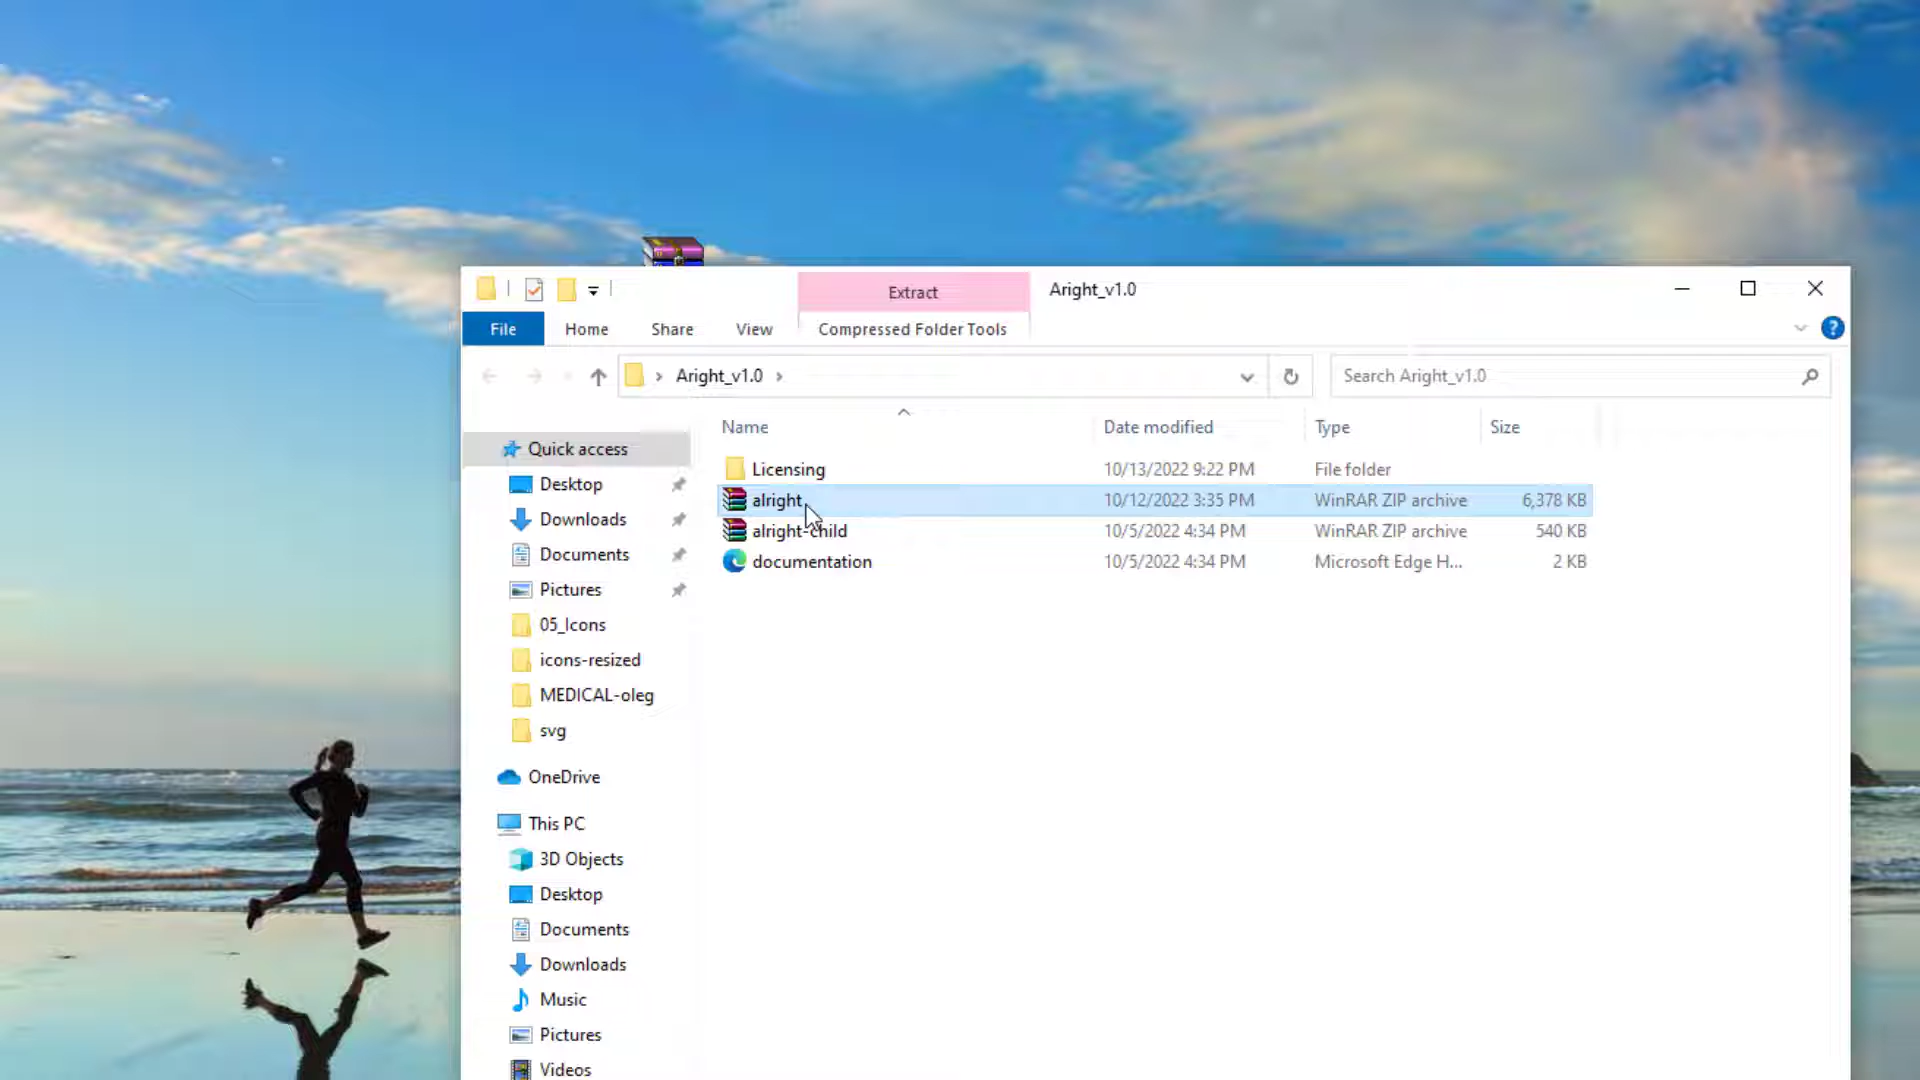 Extract
Aright_v1.0
File
Home
Share
View
Compressed Folder Tools
Aright_v1.0
Search Aright_v1.0
Name
Date modified
Type
Size
Licensing
10/13/2022 9:22 PM
File folder
alright
10/12/2022 3:35 PM
WinRAR ZIP archive
6,378 KB
alright-child
10/5/2022 4:34 PM
WinRAR ZIP archive
540 KB
documentation
10/5/2022 4:34 PM
Microsoft Edge H...
2 KB
Quick access
Desktop
Downloads
Documents
Pictures
05_Icons
icons-resized
MEDICAL-oleg
svg
OneDrive
This PC
3D Objects
Desktop
Documents
Downloads
Music
Pictures
Videos